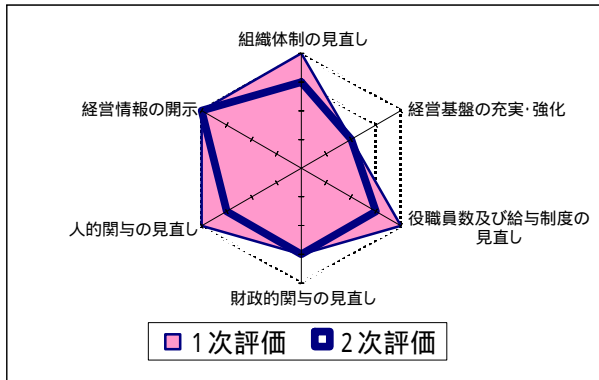 組織体制の見直し
経営情報の開示
経営基盤の充実･強化
人的関与の見直し
役職員数及び給与制度の
見直し
財政的関与の見直し
1次評価 2次評価